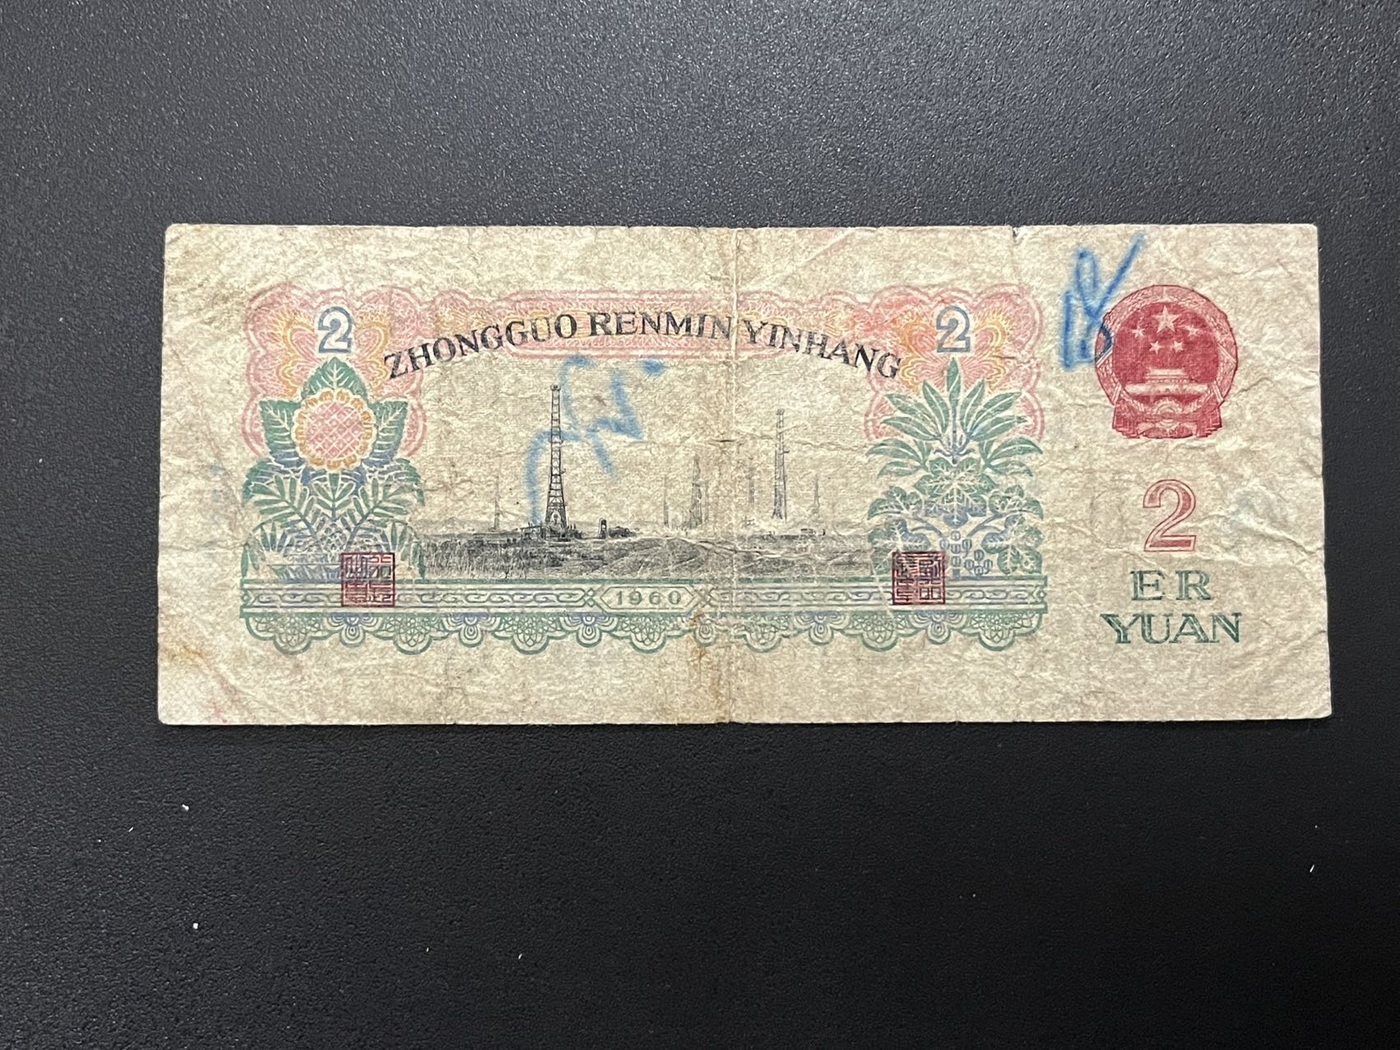 2
ZHONGGUO RENMIN YINHANG
2
1960
2
ER
YUAN